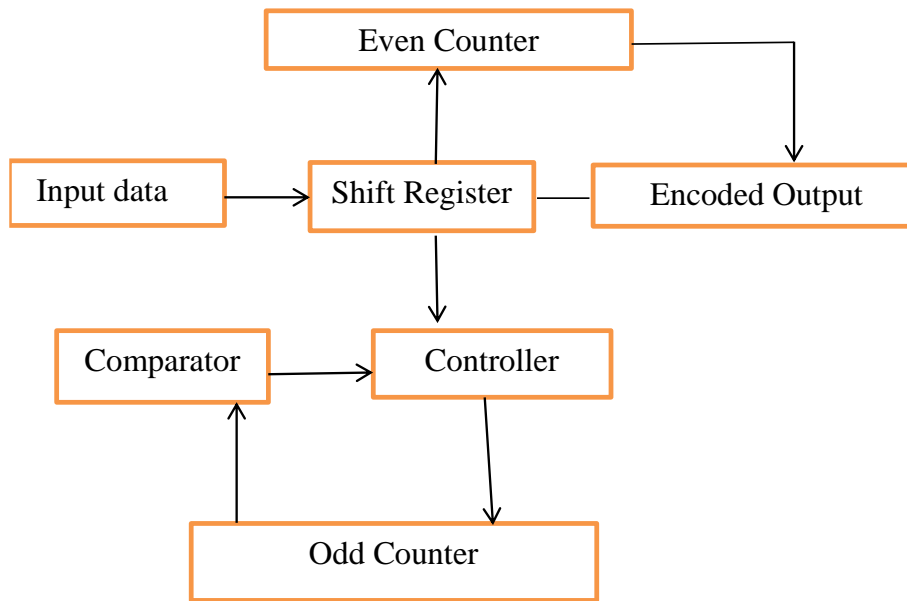 Even Counter
Input data
Shift Register
Encoded Output
Comparator
Controller
Odd Counter